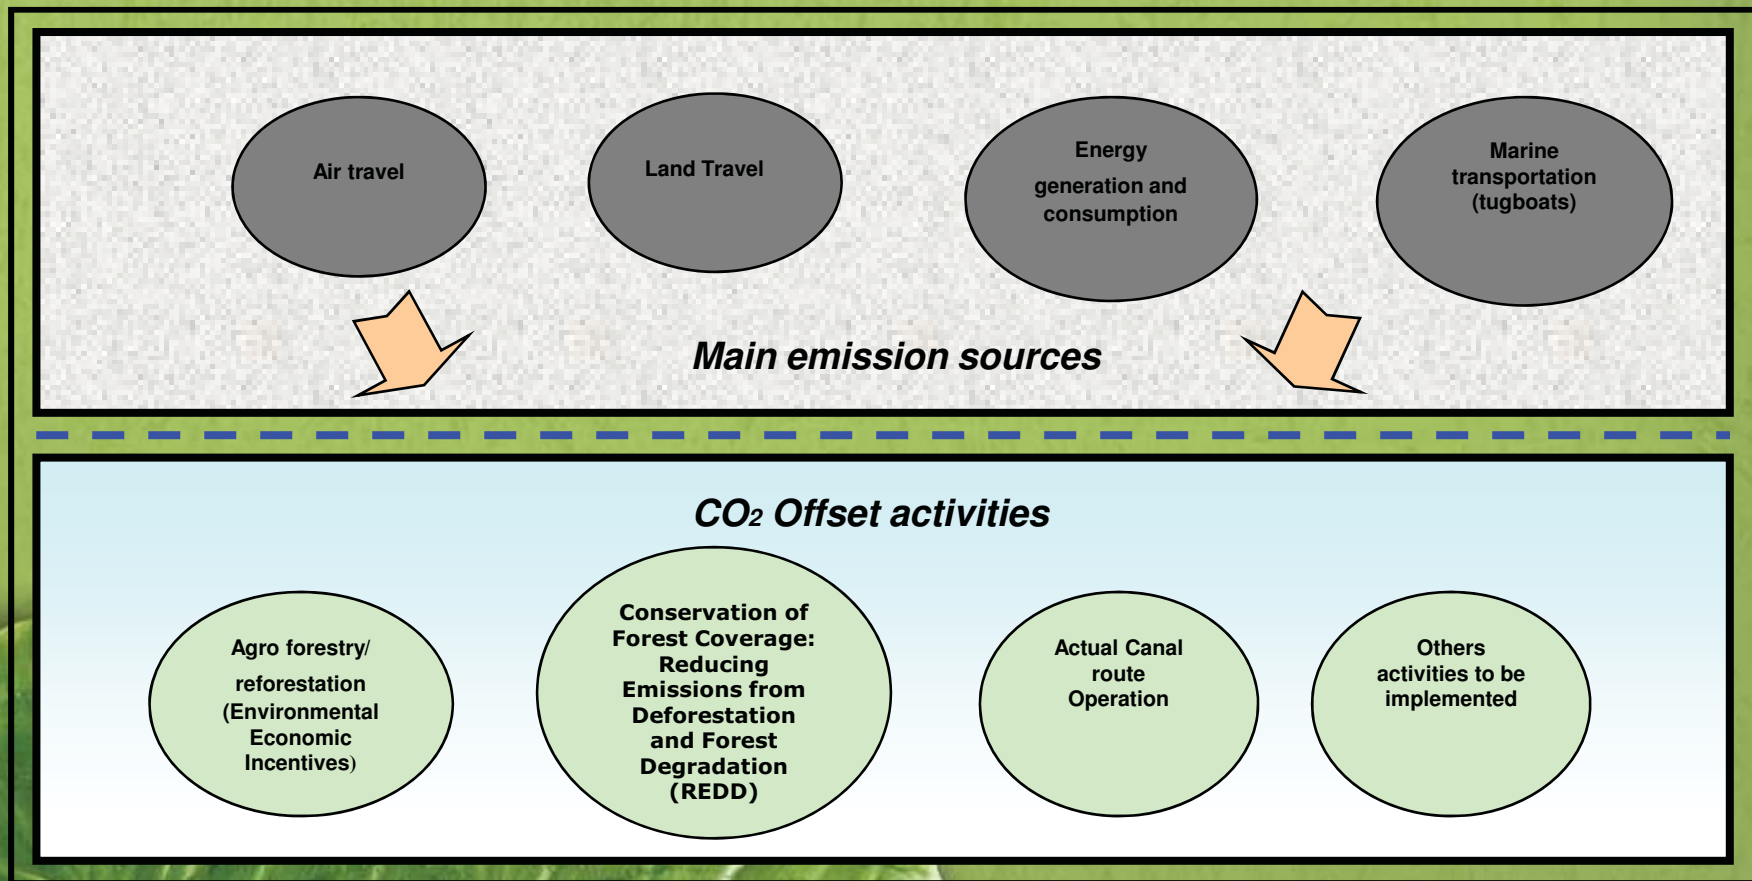 Air travel
Land Travel
Energy
generation and
consumption
Marine
transportation
(tugboats)
Main emission sources
CO₂ Offset activities
Agro forestry/
reforestation
(Environmental
Economic
Incentives)
Conservation of
Forest Coverage:
Reducing
Emissions from
Deforestation
and Forest
Degradation
(REDD)
Actual Canal
route
Operation
Others
activities to be
implemented